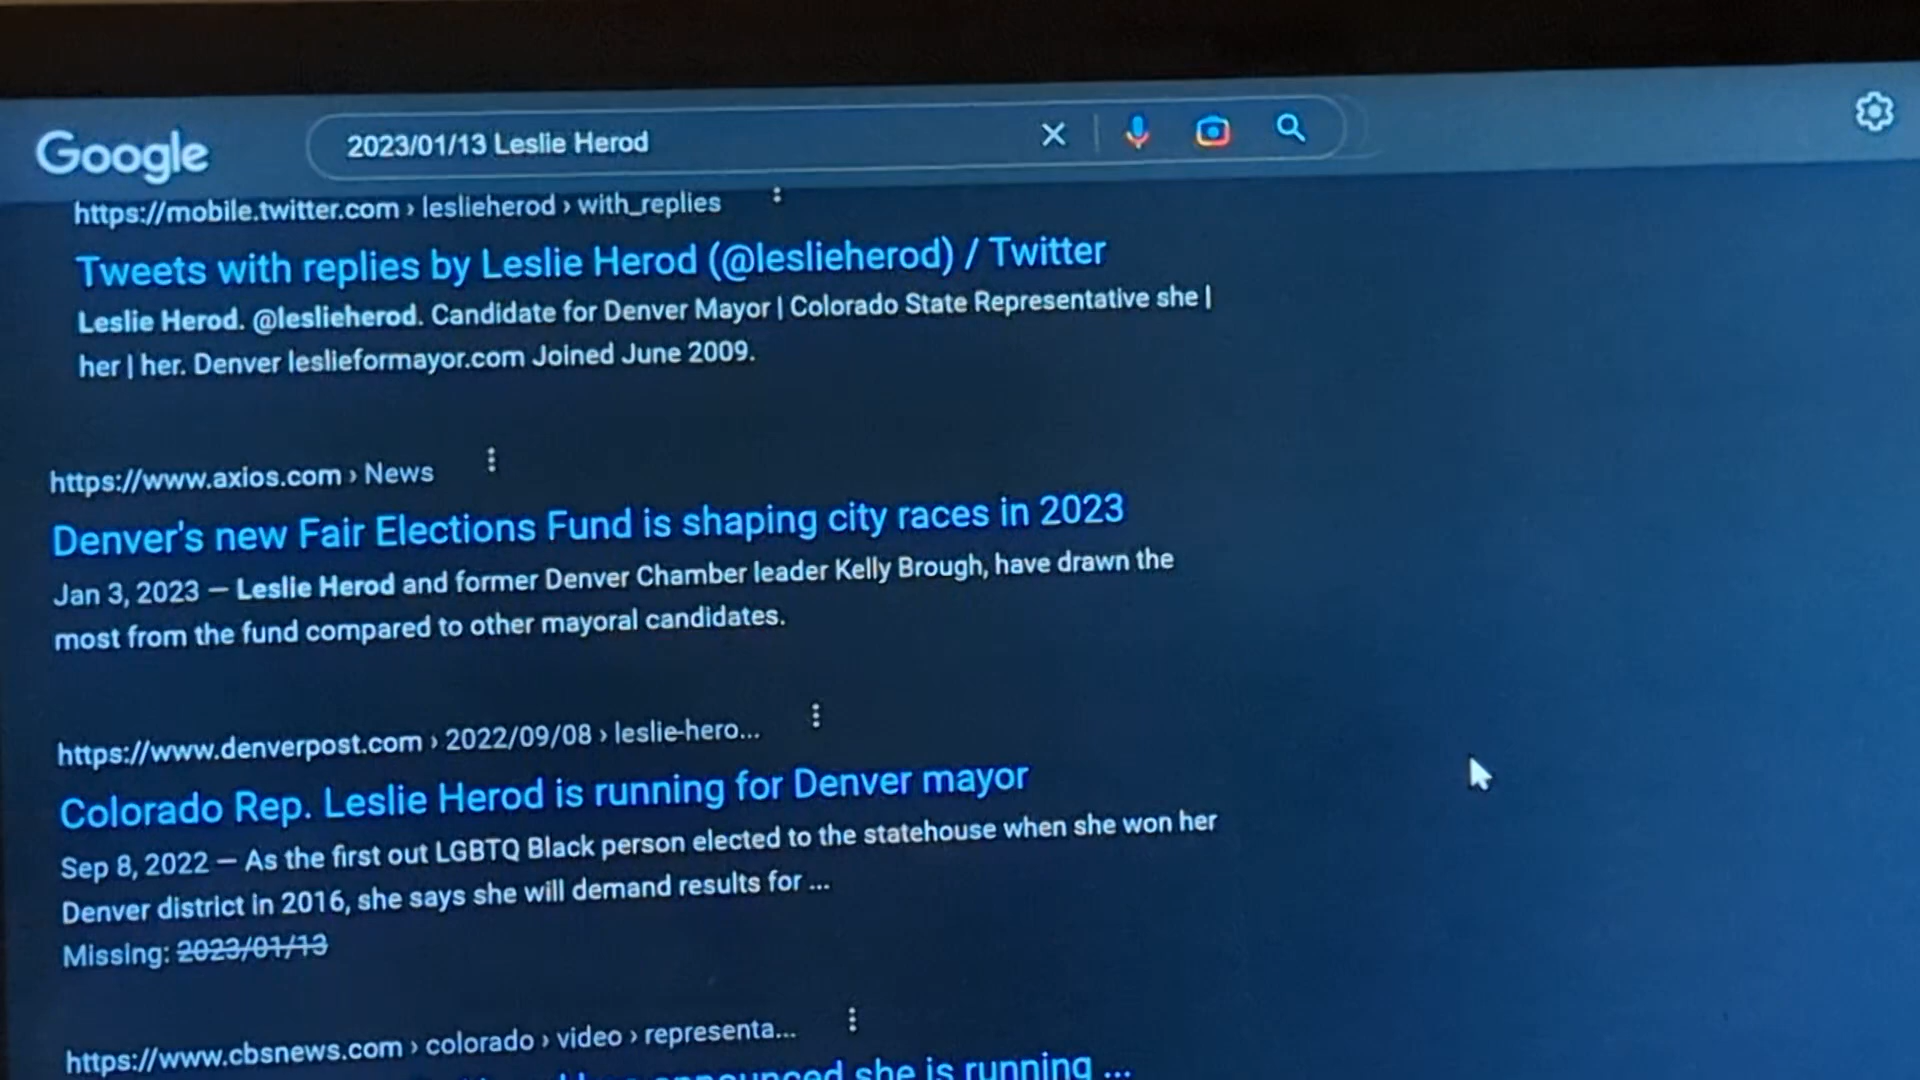 Google
2023/01/13 Leslie Herod
https://mobile.twitter.com › leslieherod › with_replies
Tweets with replies by Leslie Herod (@leslieherod) / Twitter
Leslie Herod. @leslieherod. Candidate for Denver Mayor | Colorado State Representative she |
her | her. Denver leslieformayor.com Joined June 2009.
https://www.axios.com › News
Denver's new Fair Elections Fund is shaping city races in 2023
Jan 3, 2023 — Leslie Herod and former Denver Chamber leader Kelly Brough, have drawn the
most from the fund compared to other mayoral candidates.
https://www.denverpost.com › 2022/09/08 › leslie-hero...
Colorado Rep. Leslie Herod is running for Denver mayor
Sep 8, 2022 — As the first out LGBTQ Black person elected to the statehouse when she won her
Denver district in 2016, she says she will demand results for ...
Missing: 2023/01/13
https://www.cbsnews.com › colorado › video › representa...
announced she is running ...